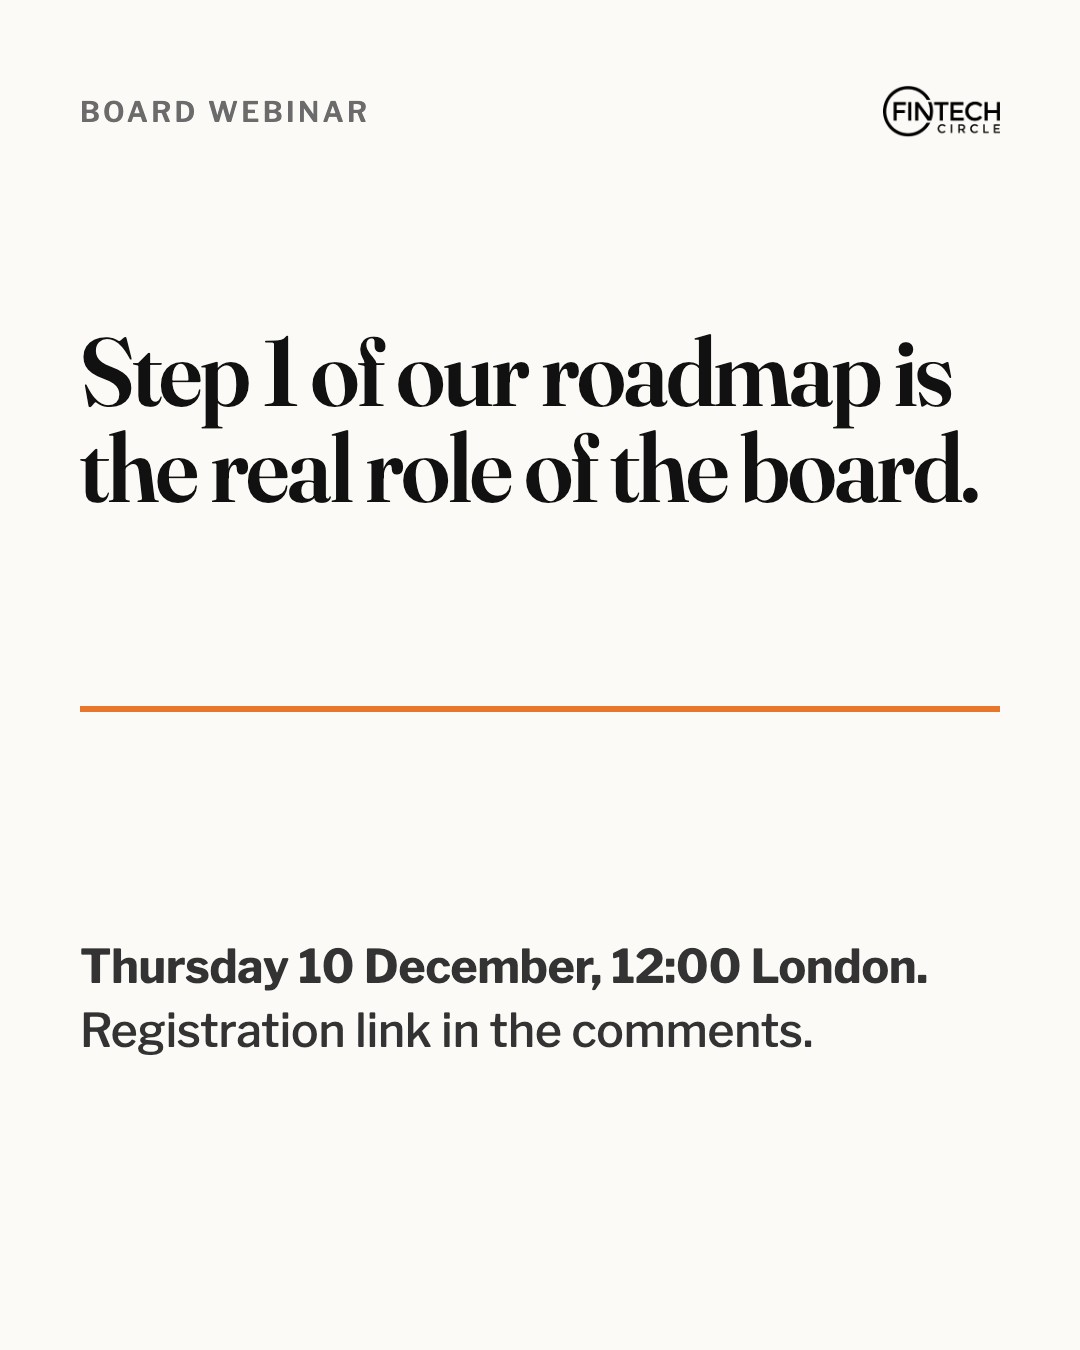 BOARD WEBINAR
FINTECH
CIRCLE
Step 1 of our roadmap is
the real role of the board.
Thursday 10 December, 12:00 London.
Registration link in the comments.